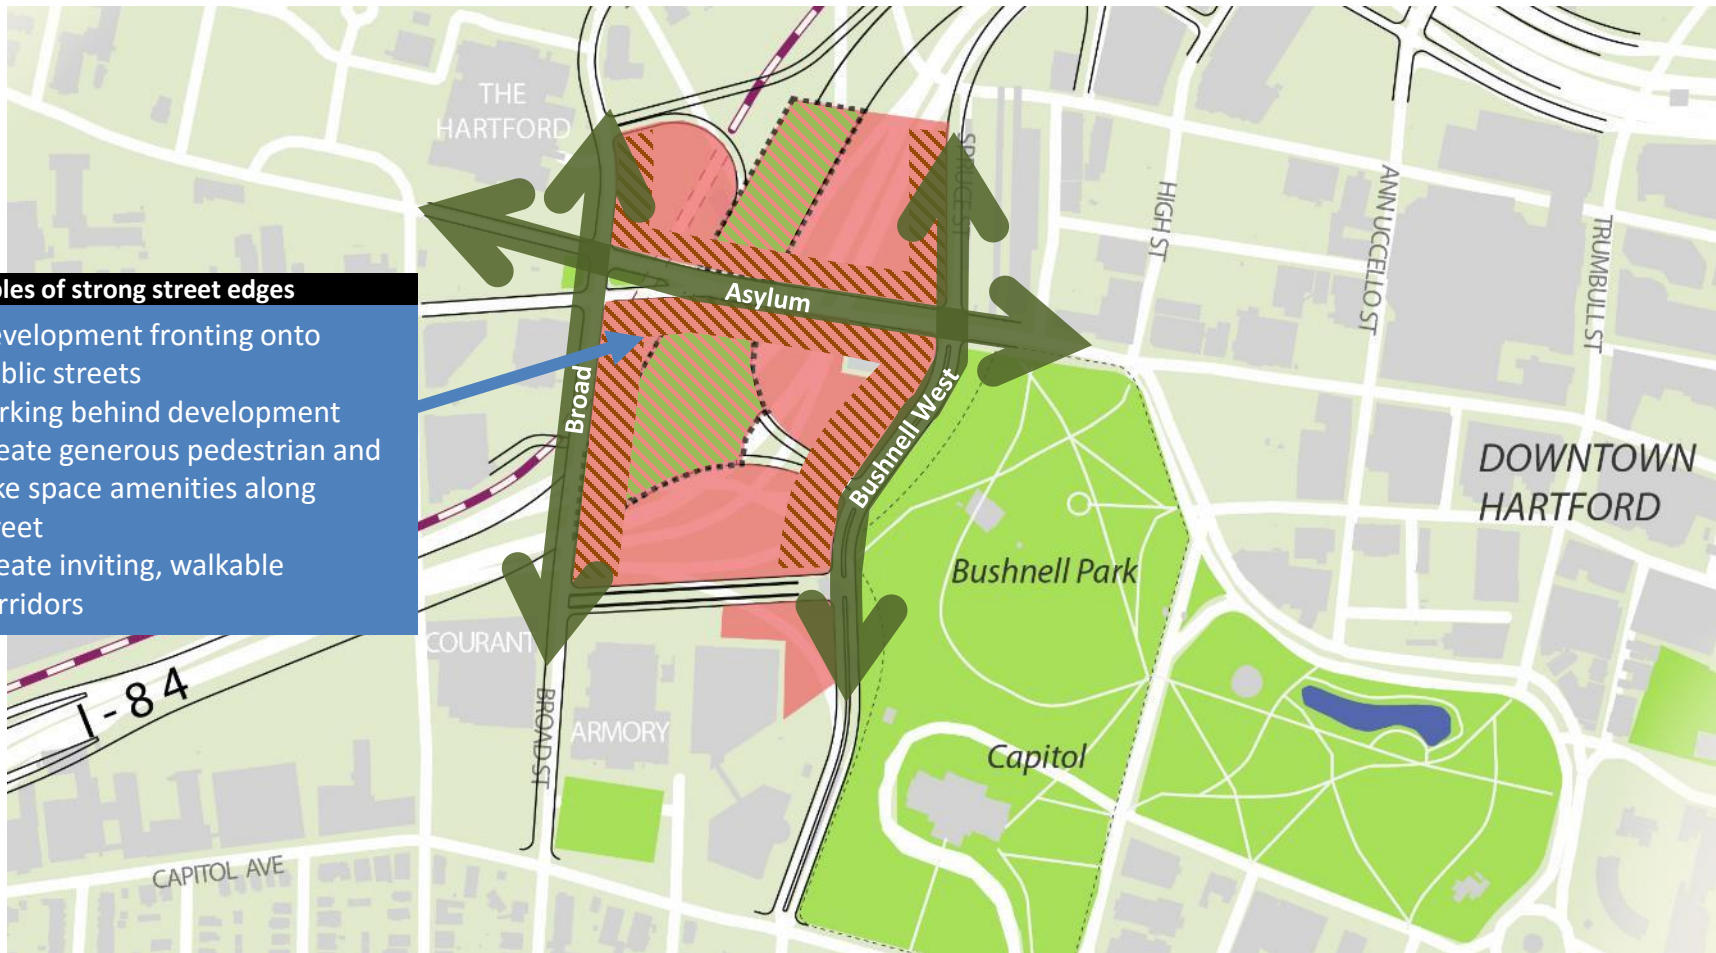 THE
HARTFORD
SPRUCE ST
HIGH ST
ANN UCCELLO ST
TRUMBULL ST
ples of strong street edges
evelopment fronting onto
blic streets
rking behind development
eate generous pedestrian and
ke space amenities along
reet
eate inviting, walkable
rridors
Asylum
Broad
Bushnell West
DOWNTOWN
HARTFORD
Bushnell Park
COURANT
I-84
BROAD ST
ARMORY
Capitol
CAPITOL AVE